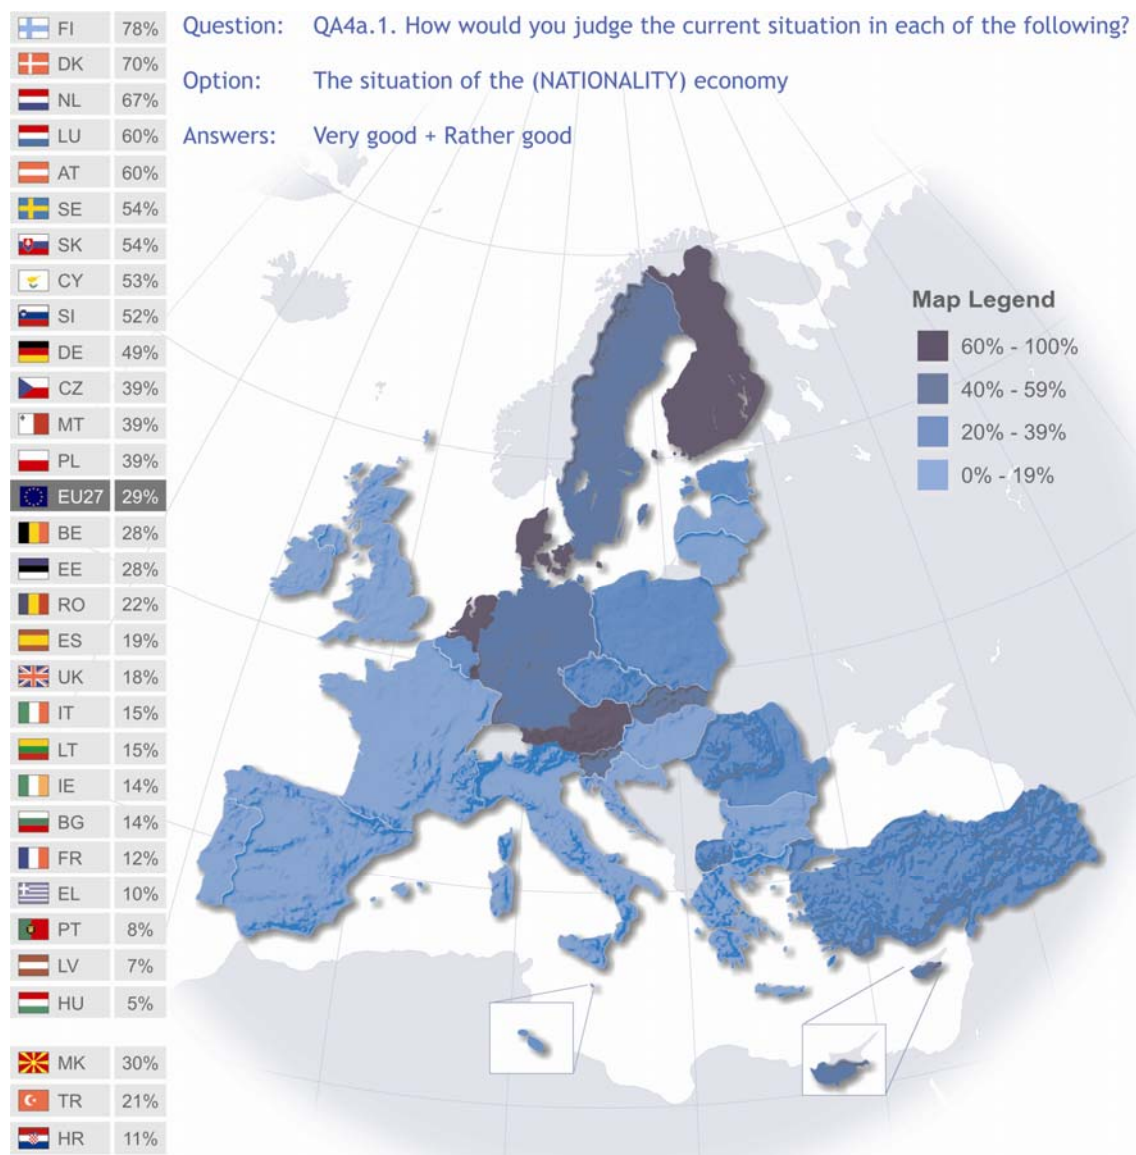 Question: QA4a.1. How would you judge the current situation in each of the following?
Option: The situation of the (NATIONALITY) economy
Answers: Very good + Rather good
FI 78%
DK 70%
NL 67%
LU 60%
AT 60%
SE 54%
SK 54%
CY 53%
SI 52%
DE 49%
CZ 39%
MT 39%
PL 39%
EU27 29%
BE 28%
EE 28%
RO 22%
ES 19%
UK 18%
IT 15%
LT 15%
IE 14%
BG 14%
FR 12%
EL 10%
PT 8%
LV 7%
HU 5%
MK 30%
TR 21%
HR 11%
Map Legend
60% - 100%
40% - 59%
20% - 39%
0% - 19%